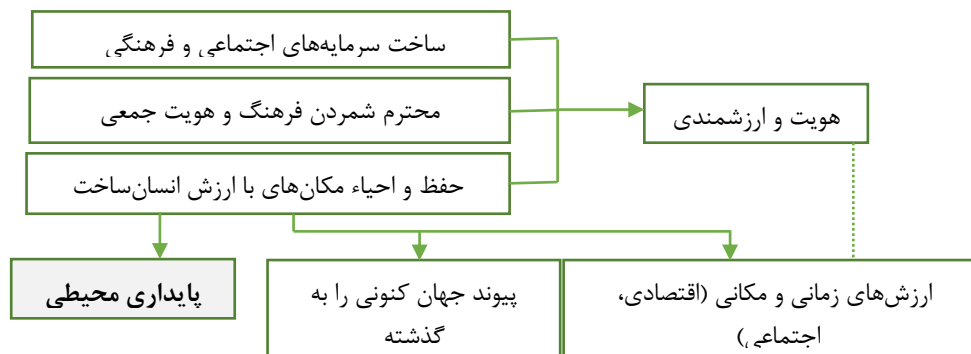 ساخت سرمایه‌های اجتماعی و فرهنگی
محترم شمردن فرهنگ و هویت جمعی
هویت و ارزشمندی
حفظ و احیاء مکان‌های با ارزش انسان‌ساخت
پایداری محیطی
پیوند جهان کنونی را به
گذشته
ارزش‌های زمانی و مکانی (اقتصادی،
اجتماعی)